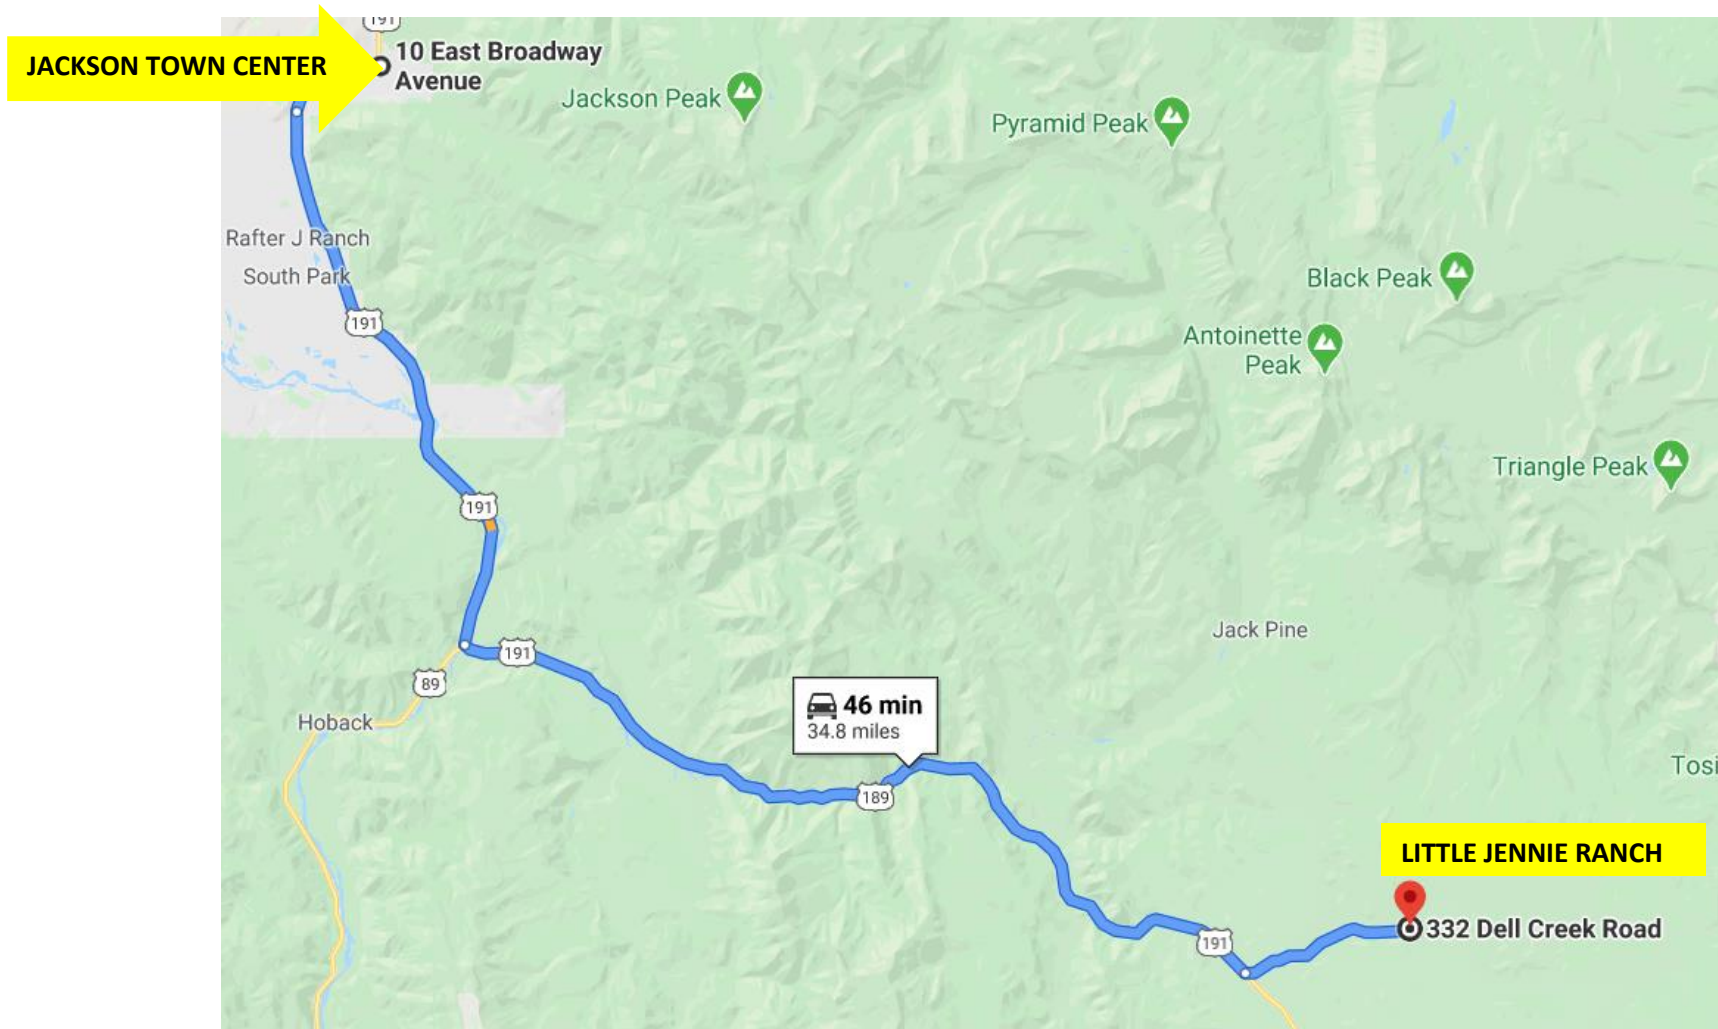 191
JACKSON TOWN CENTER
10 East Broadway
Avenue
Jackson Peak
Pyramid Peak
Rafter J Ranch
South Park
Black Peak
191
Antoinette
Peak
Triangle Peak
191
Jack Pine
191
89
Hoback
46 min
34.8 miles
Tosi
189
LITTLE JENNIE RANCH
332 Dell Creek Road
191